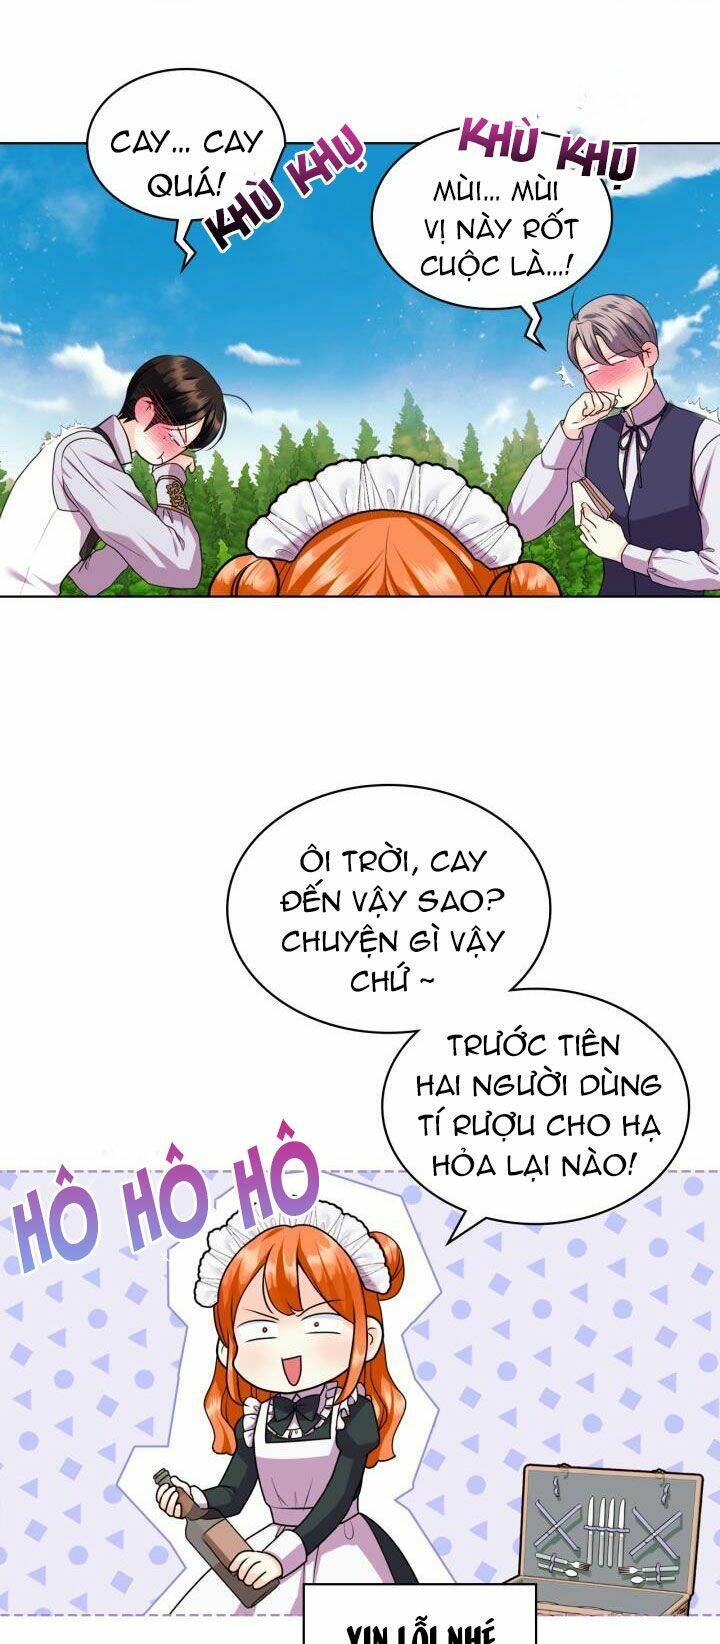 CAY... CAY
QUÁ!
KHÙ KHỤ
KHÙ KHỤ
MÙI... MÙI
VỊ NÀY RỐT
CUỘC LÀ...!
ÔI TRỜI, CAY
ĐẾN VẬY SAO?
CHUYỆN GÌ VẬY
CHỨ ~
TRƯỚC TIÊN
HAI NGƯỜI DÙNG
TÍ RƯỢU CHO HẠ
HỎA LẠI NÀO!
HÔ HÔ HÔ
XIN LỖI NHÉ